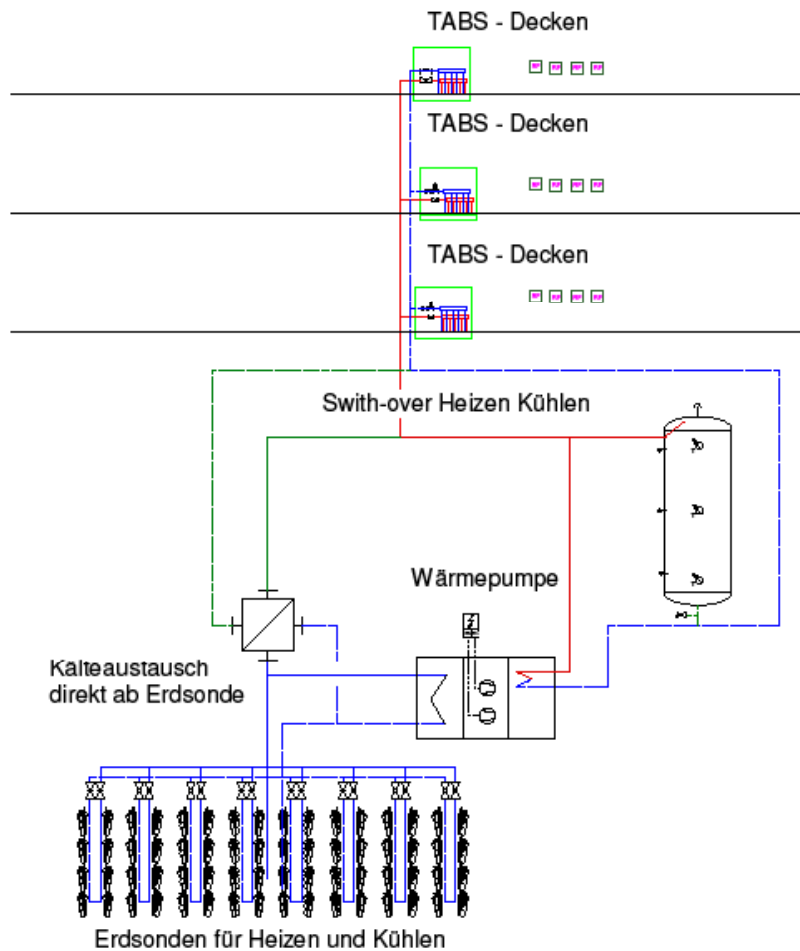 TABS - Decken
TABS - Decken
TABS - Decken
Swith-over Heizen Kühlen
Wärmepumpe
Kälteaustausch
direkt ab Erdsonde
Erdsonden für Heizen und Kühlen